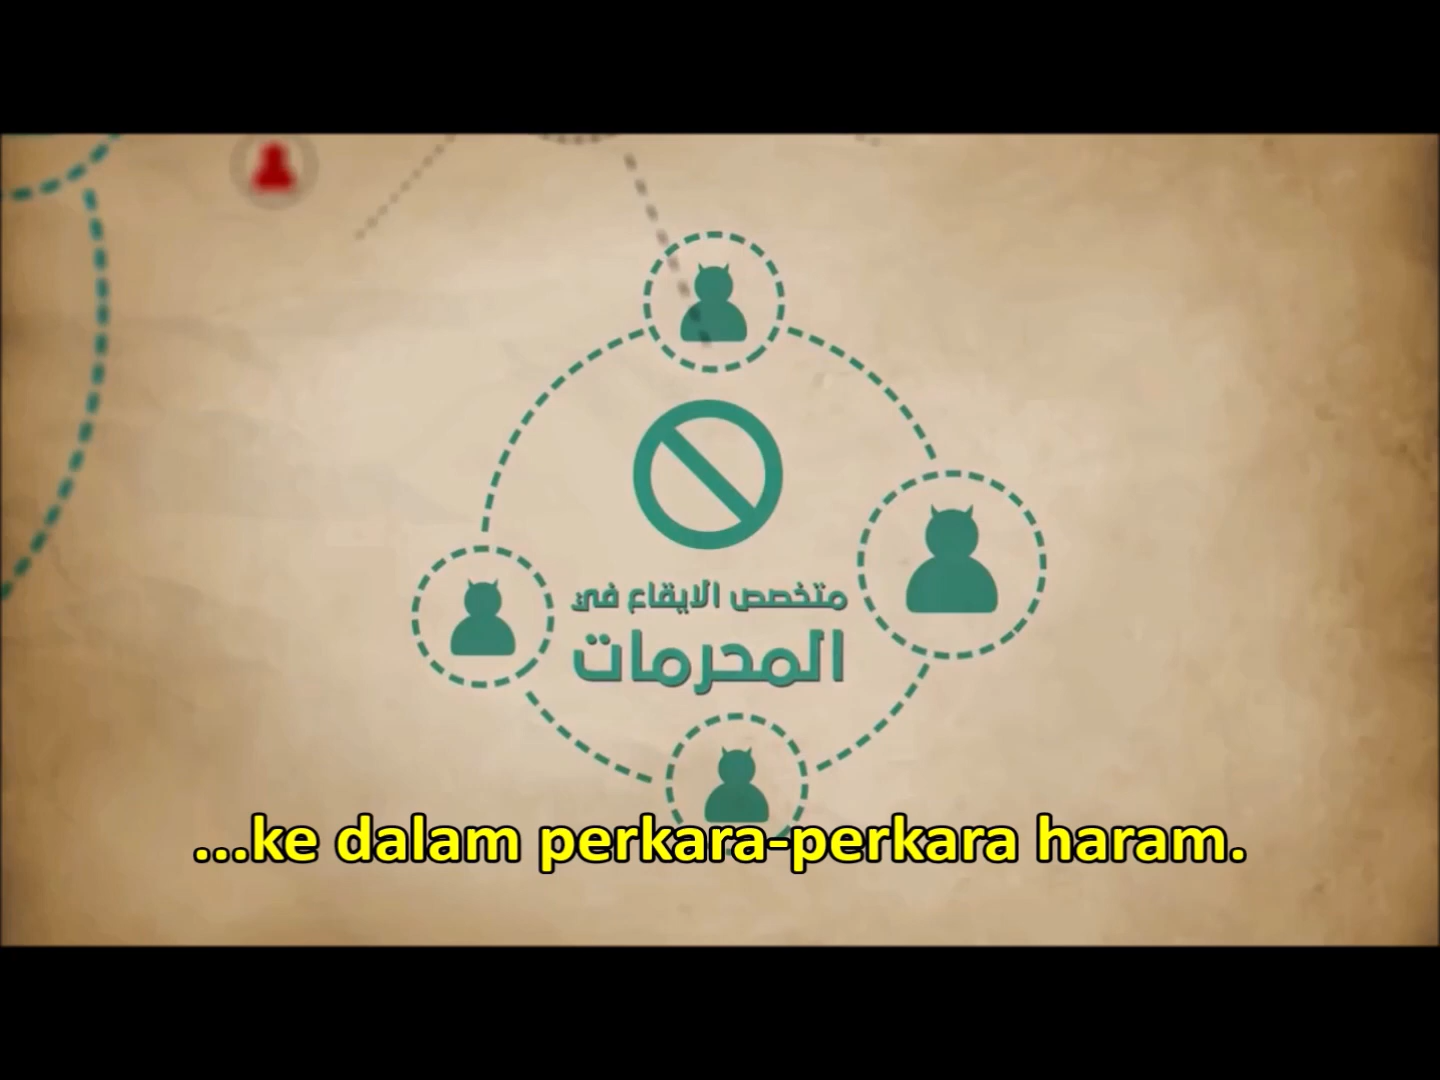 متخصص الايقاع في
المحرمات
...ke dalam perkara-perkara haram.